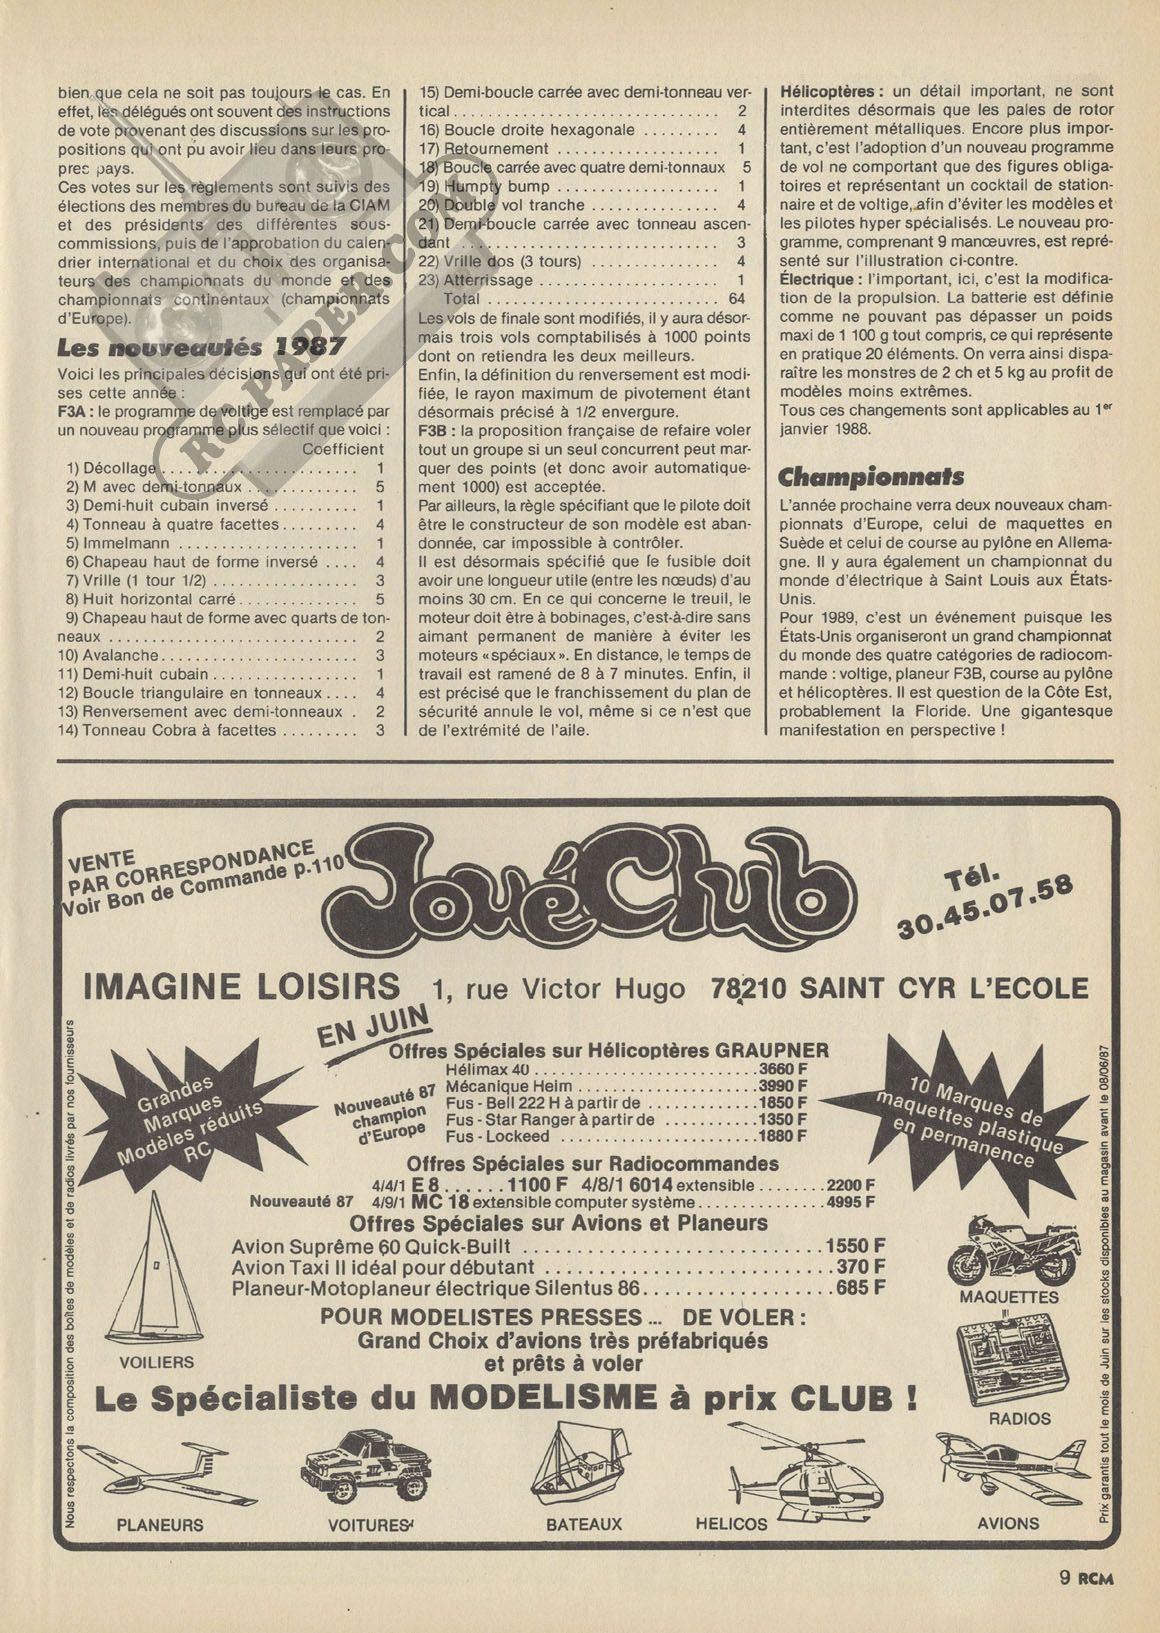 bien que cela ne soit pas toujours le cas. En
effet, les délégués ont souvent des instructions
de vote provenant des discussions sur les pro-
positions qui ont pu avoir lieu dans leurs pro-
prec pays.
Ces votes sur les règlements sont suivis des
élections des membres du bureau de la CIAM
et des présidents des différentes sous-
commissions, puis de l'approbation du calen-
drier international et du choix des organisa-
teurs des championnats du monde et des
championnats continentaux (championnats
d'Europe).
Les nouveautés 1987
Voici les principales décisions qui ont été pri-
ses cette année :
F3A : le programme de voltige est remplacé par
un nouveau programme plus sélectif que voici :
Coefficient
1) Décollage........................ 1
2) M avec demi-tonnaux ............. 5
3) Demi-huit cubain inversé .......... 1
4) Tonneau à quatre facettes......... 4
5) Immelmann ...................... 1
6) Chapeau haut de forme inversé .... 4
7) Vrille (1 tour 1/2) ................. 3
8) Huit horizontal carré.............. 5
9) Chapeau haut de forme avec quarts de ton-
neaux ............................... 2
10) Avalanche........................ 3
11) Demi-huit cubain.................. 1
12) Boucle triangulaire en tonneaux.... 4
13) Renversement avec demi-tonneaux . 2
14) Tonneau Cobra à facettes ......... 3
15) Demi-boucle carrée avec demi-tonneau ver-
tical................................. 2
16) Boucle droite hexagonale ......... 4
17) Retournement .................... 1
18) Boucle carrée avec quatre demi-tonnaux 5
19) Humpty bump .................... 1
20) Double vol tranche ................ 4
21) Demi-boucle carrée avec tonneau ascen-
dant ................................ 3
22) Vrille dos (3 tours) ................ 4
23) Atterrissage ...................... 1
Total ............................. 64
Les vols de finale sont modifiés, il y aura désor-
mais trois vols comptabilisés à 1000 points
dont on retiendra les deux meilleurs.
Enfin, la définition du renversement est modi-
fiée, le rayon maximum de pivotement étant
désormais précisé à 1/2 envergure.
F3B : la proposition française de refaire voler
tout un groupe si un seul concurrent peut mar-
quer des points (et donc avoir automatique-
ment 1000) est acceptée.
Par ailleurs, la règle spécifiant que le pilote doit
être le constructeur de son modèle est aban-
donnée, car impossible à contrôler.
Il est désormais spécifié que le fusible doit
avoir une longueur utile (entre les nœuds) d'au
moins 30 cm. En ce qui concerne le treuil, le
moteur doit être à bobinages, c'est-à-dire sans
aimant permanent de manière à éviter les
moteurs «spéciaux». En distance, le temps de
travail est ramené de 8 à 7 minutes. Enfin, il
est précisé que le franchissement du plan de
sécurité annule le vol, même si ce n'est que
de l'extrémité de l'aile.
Hélicoptères : un détail important, ne sont
interdites désormais que les pales de rotor
entièrement métalliques. Encore plus impor-
tant, c'est l'adoption d'un nouveau programme
de vol ne comportant que des figures obliga-
toires et représentant un cocktail de station-
naire et de voltige, afin d'éviter les modèles et
les pilotes hyper spécialisés. Le nouveau pro-
gramme, comprenant 9 manœuvres, est repré-
senté sur l'illustration ci-contre.
Électrique : l'important, ici, c'est la modifica-
tion de la propulsion. La batterie est définie
comme ne pouvant pas dépasser un poids
maxi de 1 100 g tout compris, ce qui représente
en pratique 20 éléments. On verra ainsi dispa-
raître les monstres de 2 ch et 5 kg au profit de
modèles moins extrêmes.
Tous ces changements sont applicables au 1er
janvier 1988.
Championnats
L'année prochaine verra deux nouveaux cham-
pionnats d'Europe, celui de maquettes en
Suède et celui de course au pylône en Allema-
gne. Il y aura également un championnat du
monde d'électrique à Saint Louis aux États-
Unis.
Pour 1989, c'est un événement puisque les
États-Unis organiseront un grand championnat
du monde des quatre catégories de radiocom-
mande : voltige, planeur F3B, course au pylône
et hélicoptères. Il est question de la Côte Est,
probablement la Floride. Une gigantesque
manifestation en perspective !
RC-PAPER.COM
VENTE
PAR CORRESPONDANCE
Voir Bon de Commande p.110
JouéClub
Tél.
30.45.07.58
IMAGINE LOISIRS 1, rue Victor Hugo 78210 SAINT CYR L'ECOLE
EN JUIN
Grandes
Marques
Modèles réduits
RC
Offres Spéciales sur Hélicoptères GRAUPNER
Hélimax 40 ..............................3660 F
Nouveauté 87
champion
d'Europe
Mécanique Heim ........................3990 F
Fus - Bell 222 H à partir de ............1850 F
Fus - Star Ranger à partir de ..........1350 F
Fus - Lockeed ..........................1880 F
10 Marques de
maquettes plastique
en permanence
Offres Spéciales sur Radiocommandes
4/4/1 E 8......1100 F 4/8/1 6014 extensible........2200 F
Nouveauté 87 4/9/1 MC 18 extensible computer système...............4995 F
Offres Spéciales sur Avions et Planeurs
Avion Suprême 60 Quick-Built ..........................1550 F
Avion Taxi II idéal pour débutant ........................370 F
Planeur-Motoplaneur électrique Silentus 86................685 F
POUR MODELISTES PRESSES ... DE VOLER :
Grand Choix d'avions très préfabriqués
et prêts à voler
Le Spécialiste du MODELISME à prix CLUB !
VOILIERS
MAQUETTES
RADIOS
PLANEURS
VOITURES
BATEAUX
HELICOS
AVIONS
Nous respectons la composition des boîtes de modèles et de radios livrés par nos fournisseurs
Prix garantis tout le mois de Juin sur les stocks disponibles au magasin avant le 08/06/87
9 RCM